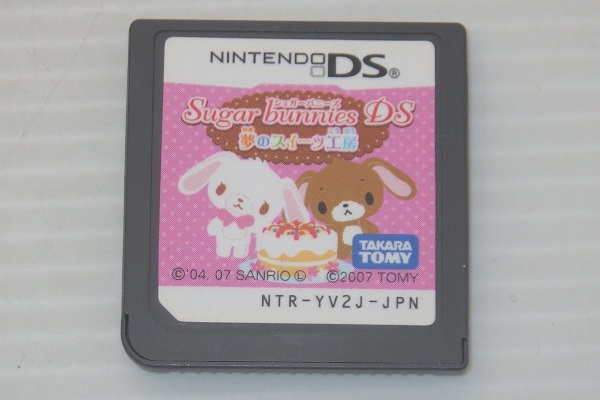 NINTENDO DS®
シュガーバニーズ
Sugar bunnies DS
夢のスイーツ工房
TAKARA
TOMY
©'04, 07 SANRIO Ⓛ ©2007 TOMY
NTR-YV2J-JPN